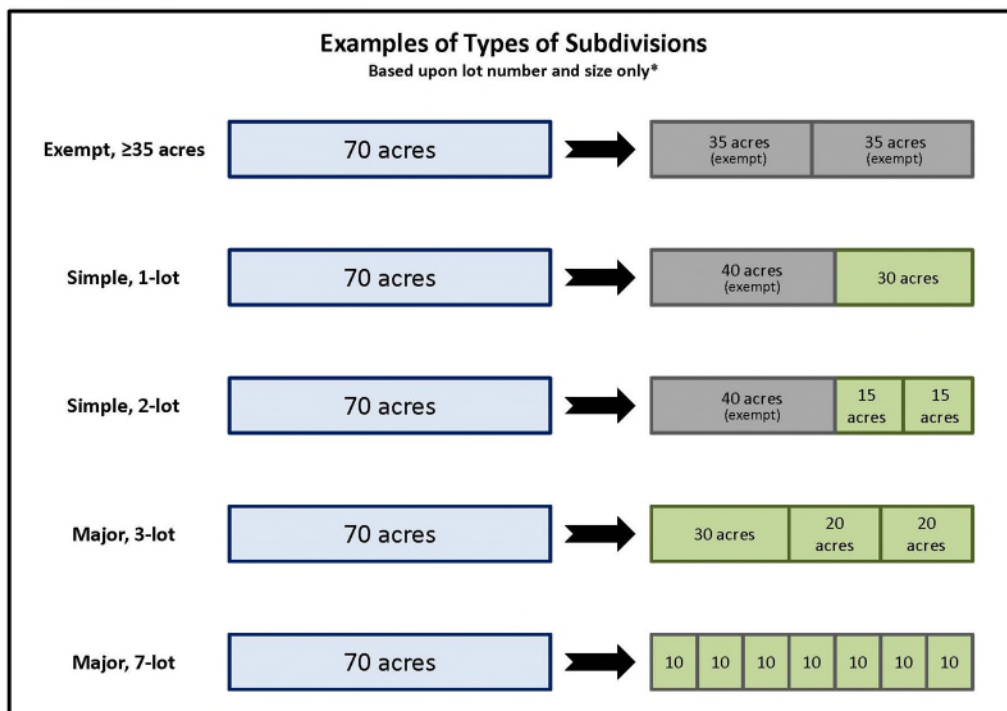 Examples of Types of Subdivisions
Based upon lot number and size only*
Exempt, ≥35 acres
70 acres
35 acres
(exempt)
35 acres
(exempt)
Simple, 1-lot
70 acres
40 acres
(exempt)
30 acres
Simple, 2-lot
70 acres
40 acres
(exempt)
15
acres
15
acres
Major, 3-lot
70 acres
30 acres
20
acres
20
acres
Major, 7-lot
70 acres
10
10
10
10
10
10
10